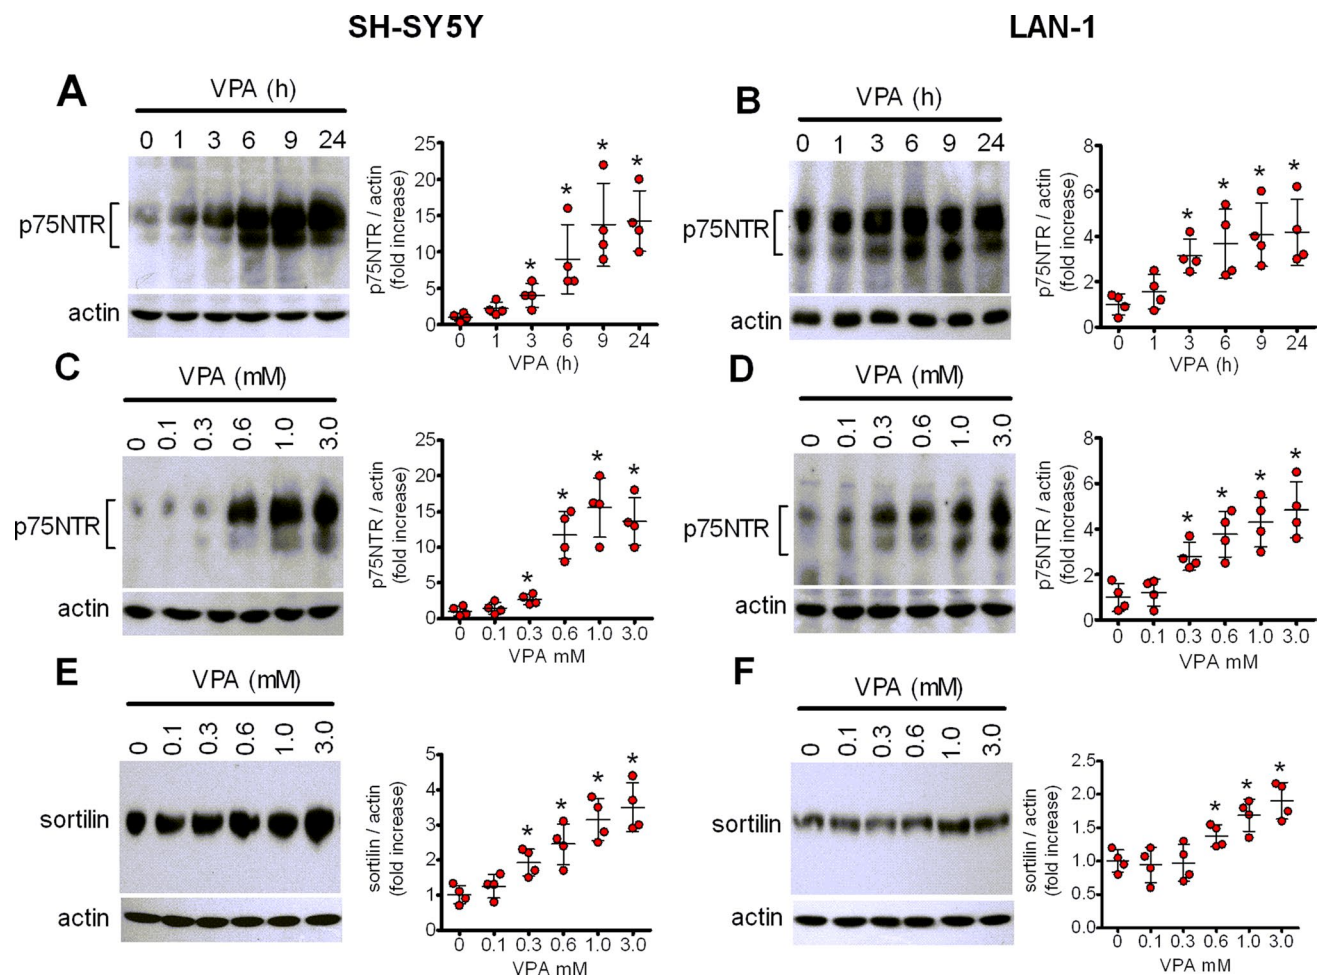 SH-SY5Y
LAN-1
A
VPA (h)
0 1 3 6 9 24
p75NTR
actin
p75NTR / actin
(fold increase)
25
20
15
10
5
0
* * * *
0 1 3 6 9 24
VPA (h)
B
VPA (h)
0 1 3 6 9 24
p75NTR
actin
p75NTR / actin
(fold increase)
8
6
4
2
0
* * * *
0 1 3 6 9 24
VPA (h)
C
VPA (mM)
0 0.1 0.3 0.6 1.0 3.0
p75NTR
actin
p75NTR / actin
(fold increase)
25
20
15
10
5
0
* * * *
0 0.1 0.3 0.6 1.0 3.0
VPA mM
D
VPA (mM)
0 0.1 0.3 0.6 1.0 3.0
p75NTR
actin
p75NTR / actin
(fold increase)
8
6
4
2
0
* * * *
0 0.1 0.3 0.6 1.0 3.0
VPA mM
E
VPA (mM)
0 0.1 0.3 0.6 1.0 3.0
sortilin
actin
sortilin / actin
(fold increase)
5
4
3
2
1
0
* * * *
0 0.1 0.3 0.6 1.0 3.0
VPA mM
F
VPA (mM)
0 0.1 0.3 0.6 1.0 3.0
sortilin
actin
sortilin / actin
(fold increase)
2.5
2.0
1.5
1.0
0.5
0.0
* * *
0 0.1 0.3 0.6 1.0 3.0
VPA mM